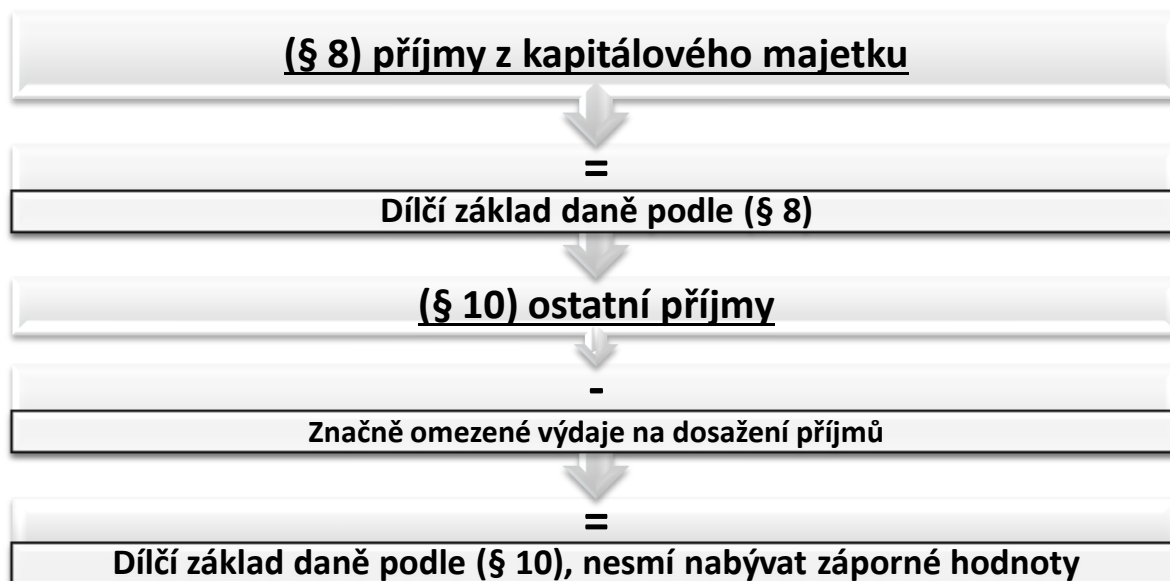 (§ 8) příjmy z kapitálového majetku
=
Dílčí základ daně podle (§ 8)
(§ 10) ostatní příjmy
-
Značně omezené výdaje na dosažení příjmů
=
Dílčí základ daně podle (§ 10), nesmí nabývat záporné hodnoty